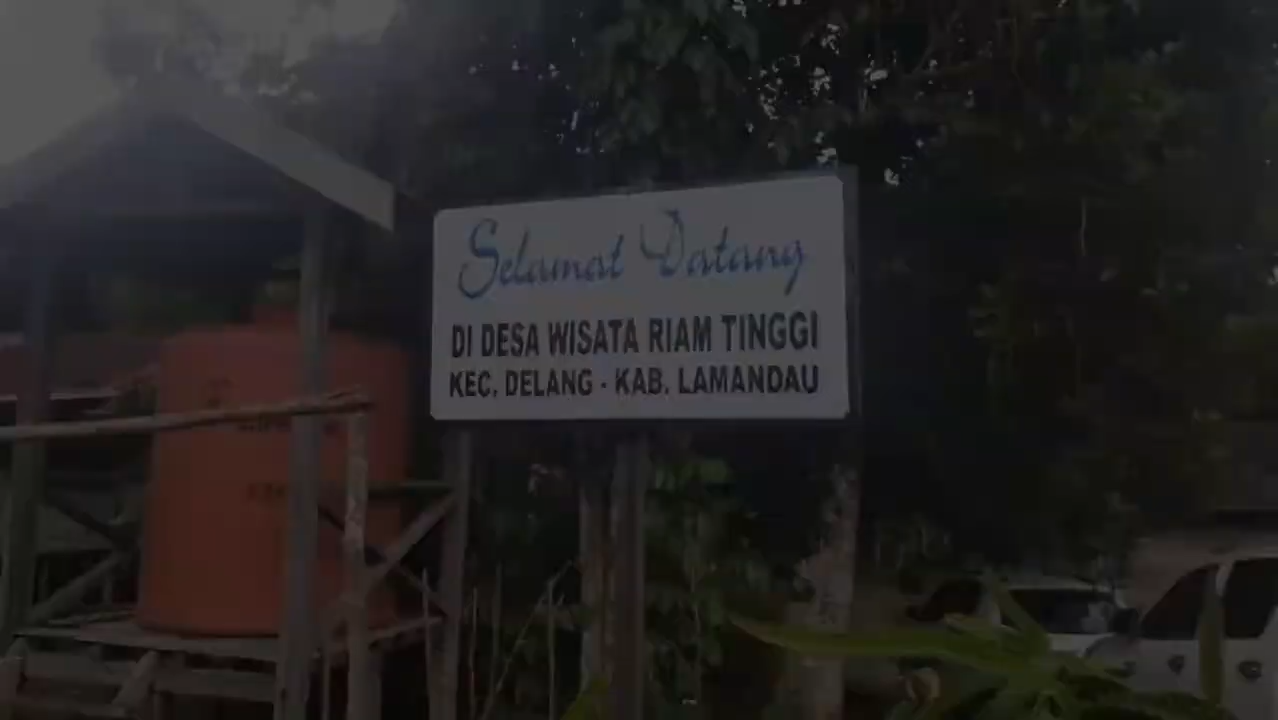 Selamat Datang
DI DESA WISATA RIAM TINGGI
KEC. DELANG - KAB. LAMANDAU